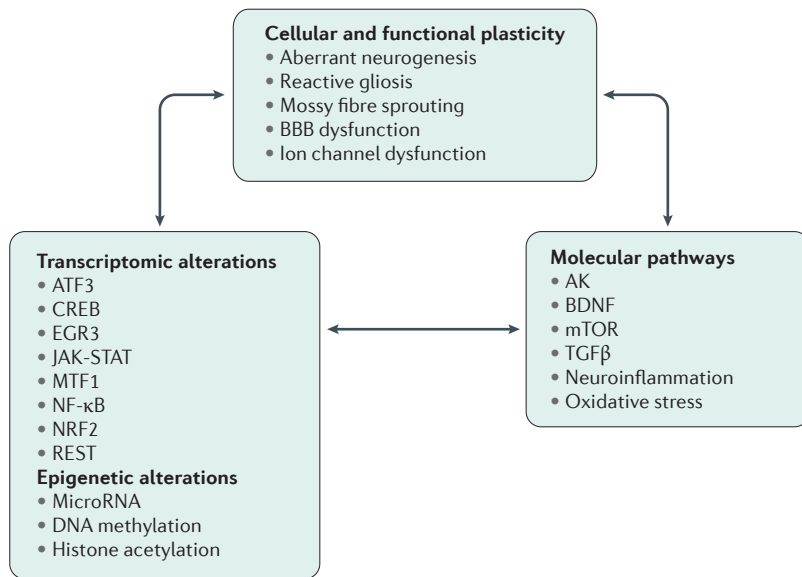 Cellular and functional plasticity
• Aberrant neurogenesis
• Reactive gliosis
• Mossy fibre sprouting
• BBB dysfunction
• Ion channel dysfunction
Transcriptomic alterations
• ATF3
• CREB
• EGR3
• JAK-STAT
• MTF1
• NF-κB
• NRF2
• REST
Epigenetic alterations
• MicroRNA
• DNA methylation
• Histone acetylation
Molecular pathways
• AK
• BDNF
• mTOR
• TGFβ
• Neuroinflammation
• Oxidative stress